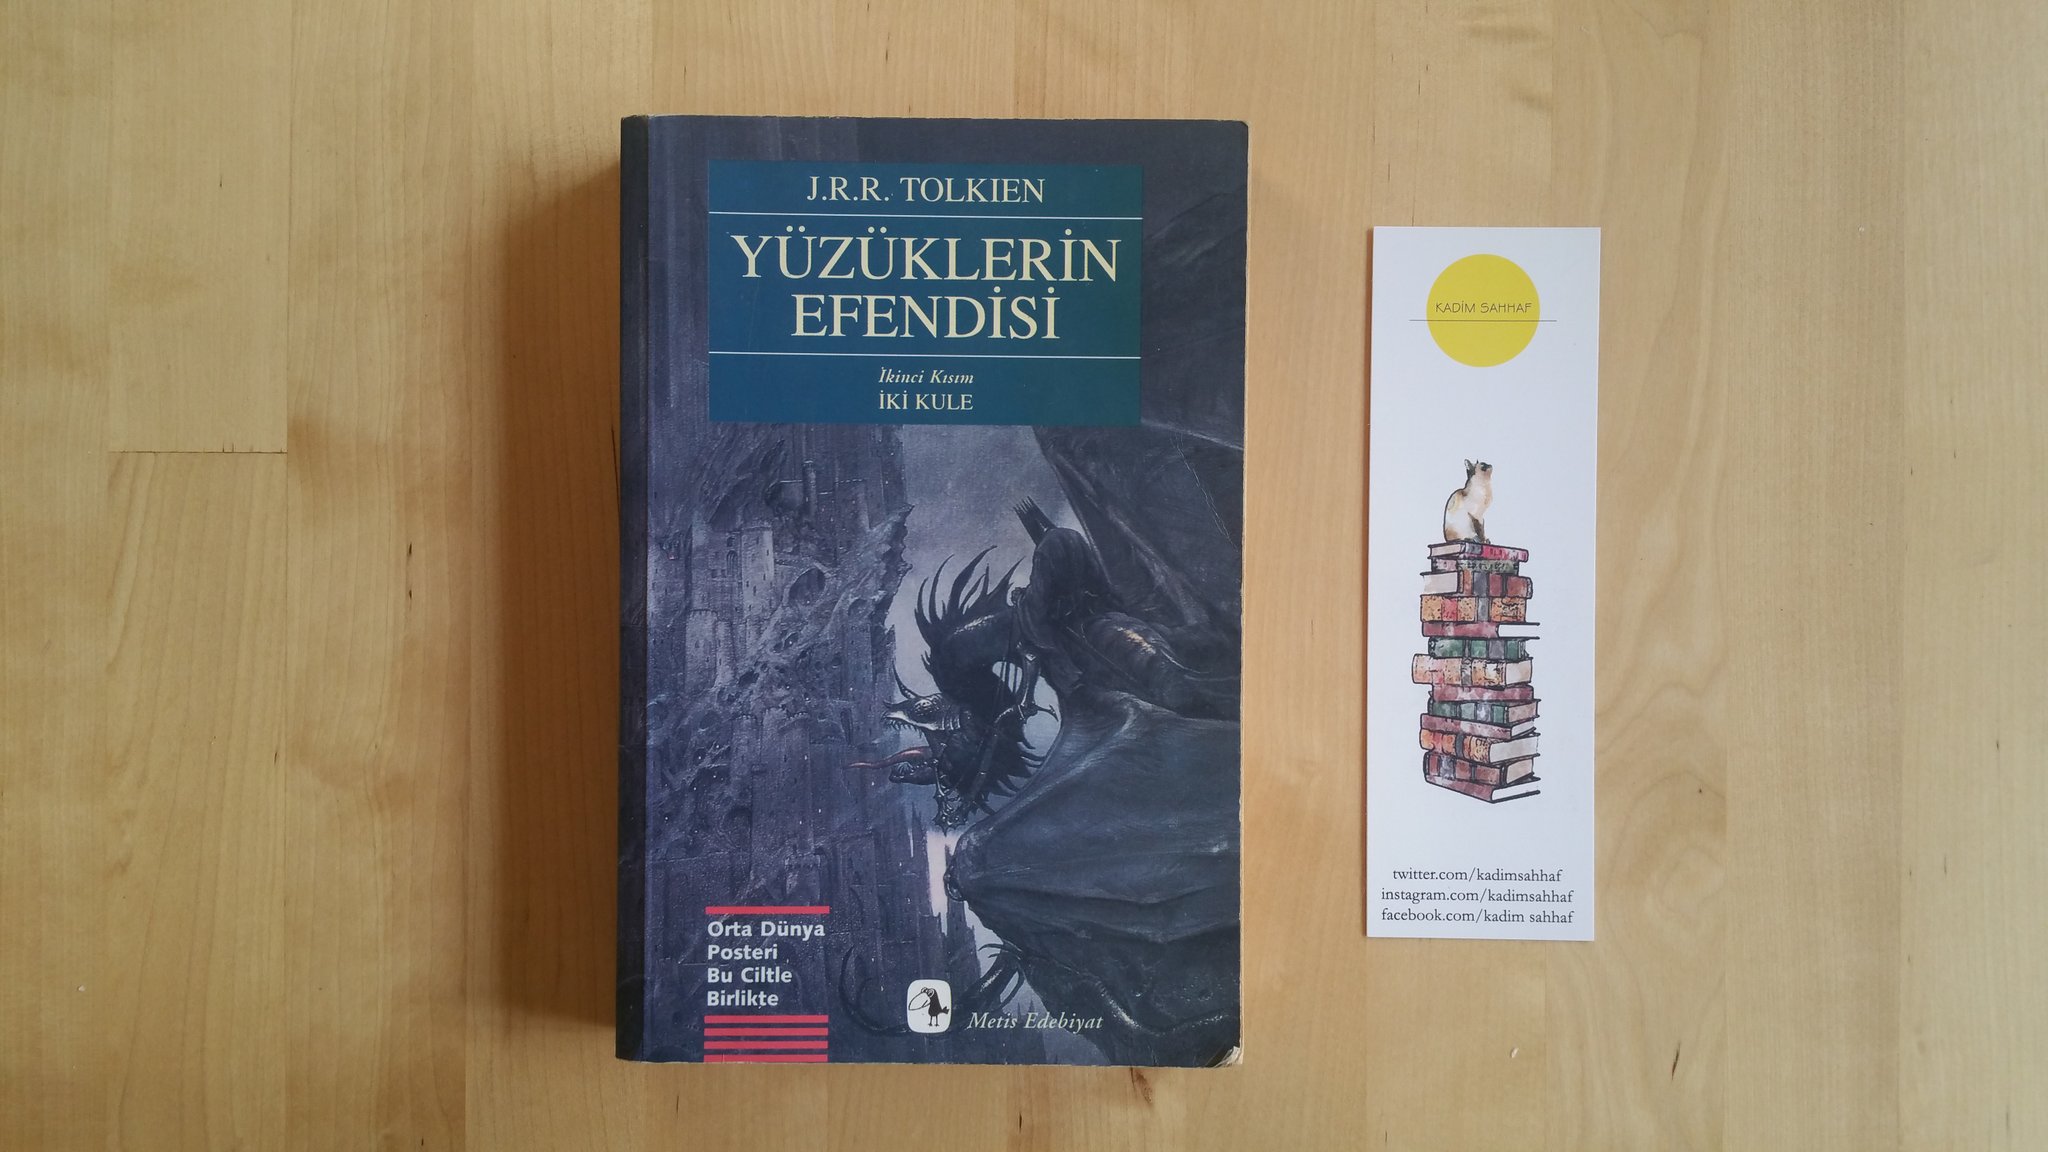 J.R.R. TOLKIEN
YÜZÜKLERİN
EFENDİSİ
İkinci Kısım
İKİ KULE
Orta Dünya
Posteri
Bu Ciltle
Birlikte
Metis Edebiyat
KADİM SAHHAF
twitter.com/kadimsahhaf
instagram.com/kadimsahhaf
facebook.com/kadim sahhaf